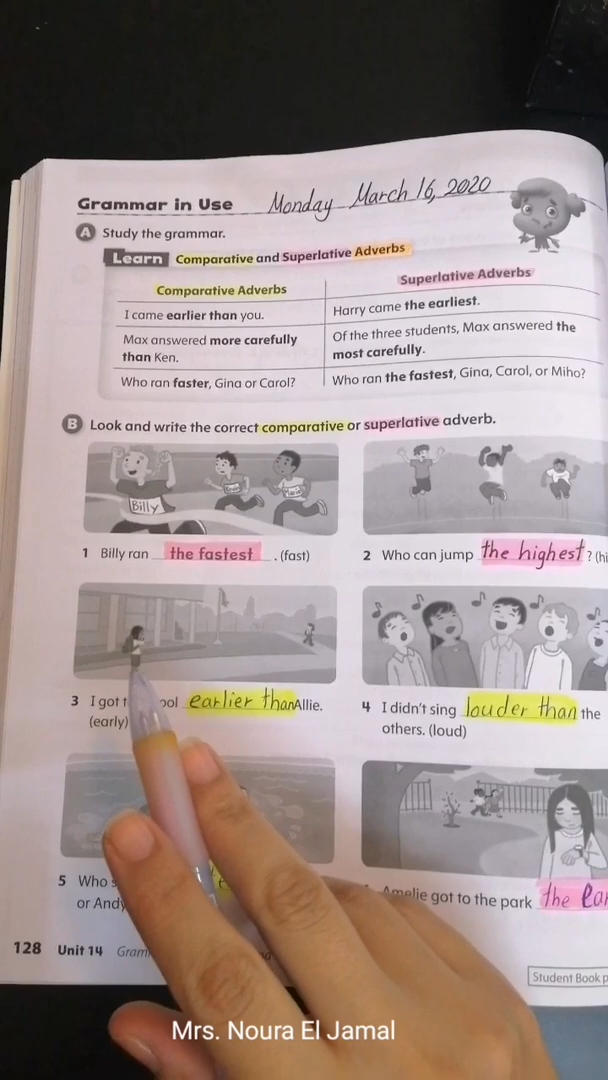 Grammar in Use Monday March 16, 2020
A Study the grammar.
Learn Comparative and Superlative Adverbs
Comparative Adverbs Superlative Adverbs
I came earlier than you. Harry came the earliest.
Max answered more carefully than Ken. Of the three students, Max answered the most carefully.
Who ran faster, Gina or Carol? Who ran the fastest, Gina, Carol, or Miho?
B Look and write the correct comparative or superlative adverb.
Billy
1 Billy ran the fastest . (fast) 2 Who can jump the highest ? (hi
3 I got t ool earlier than Allie.
(early)
4 I didn't sing louder than the
others. (loud)
5 Who s
or Andy
Amelie got to the park the ear
128 Unit 14 Gram
Student Book p
Mrs. Noura El Jamal